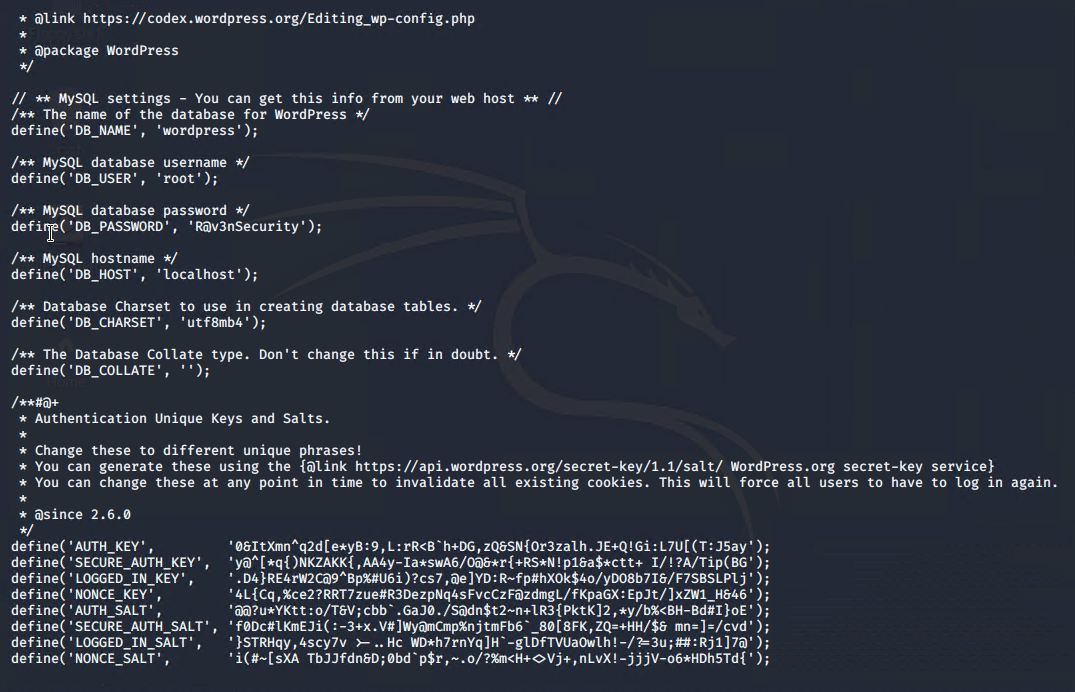 * @link https://codex.wordpress.org/Editing_wp-config.php
 *
 * @package WordPress
 */

// ** MySQL settings - You can get this info from your web host ** //
/** The name of the database for WordPress */
define('DB_NAME', 'wordpress');

/** MySQL database username */
define('DB_USER', 'root');

/** MySQL database password */
define('DB_PASSWORD', 'R@v3nSecurity');

/** MySQL hostname */
define('DB_HOST', 'localhost');

/** Database Charset to use in creating database tables. */
define('DB_CHARSET', 'utf8mb4');

/** The Database Collate type. Don't change this if in doubt. */
define('DB_COLLATE', '');

/**#@+
 * Authentication Unique Keys and Salts.
 *
 * Change these to different unique phrases!
 * You can generate these using the {@link https://api.wordpress.org/secret-key/1.1/salt/ WordPress.org secret-key service}
 * You can change these at any point in time to invalidate all existing cookies. This will force all users to have to log in again.
 *
 * @since 2.6.0
 */
define('AUTH_KEY',         '0&ItXmn^q2d[e*yB:9,L:rR<B`h+DG,zQ&SN{Or3zalh.JE+Q!Gi:L7U[(T:J5ay');
define('SECURE_AUTH_KEY',  'y@^[*q{)NKZAKK{,AA4y-Ia*swA6/O@&*r{+RS*N!p1&a$*ctt+ I/!?A/Tip(BG');
define('LOGGED_IN_KEY',    '.D4}RE4rW2C@9^Bp%#U6i)?cs7,@e]YD:R~fp#hXOk$4o/yDO8b7I&/F7SBSLPlj');
define('NONCE_KEY',        '4L{Cq,%ce2?RRT7zue#R3DezpNq4sFvcCzF@zdmgL/fKpaGX:EpJt/]xZW1_H&46');
define('AUTH_SALT',        '@@?u*YKtt:o/T&V;cbb`.GaJ0./S@dn$t2~n+lR3{PktK]2,*y/b%<BH-Bd#I}oE');
define('SECURE_AUTH_SALT', 'f0Dc#lKmEJi(:-3+x.V#]Wy@mCmp%njtmFb6`_80[8FK,ZQ=+HH/$& mn=]=/cvd');
define('LOGGED_IN_SALT',   '}STRHqy,4scy7v >-..Hc WD*h7rnYq]H`-glDfTVUaOwlh!-/?=3u;##:Rj1]7@');
define('NONCE_SALT',       'i(#~[sXA TbJJfdn&D;0bd`p$r,~.o/?%m<H+<>Vj+,nLvX!-jjjV-o6*HDh5Td{');